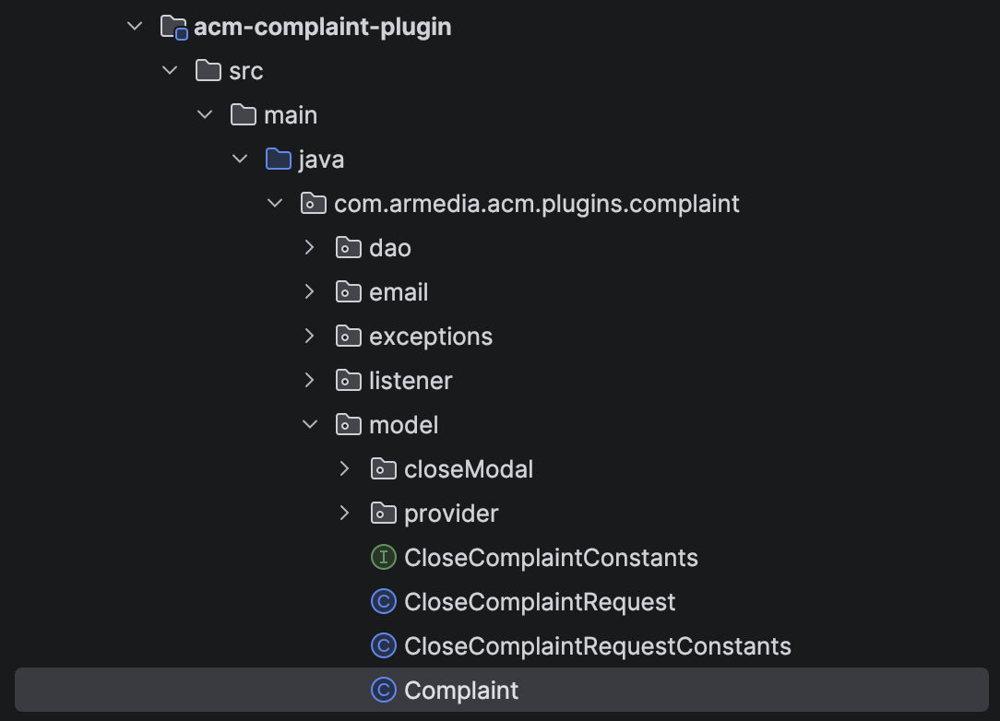 acm-complaint-plugin
src
main
java
com.armedia.acm.plugins.complaint
dao
email
exceptions
listener
model
closeModal
provider
I CloseComplaintConstants
C CloseComplaintRequest
C CloseComplaintRequestConstants
C Complaint